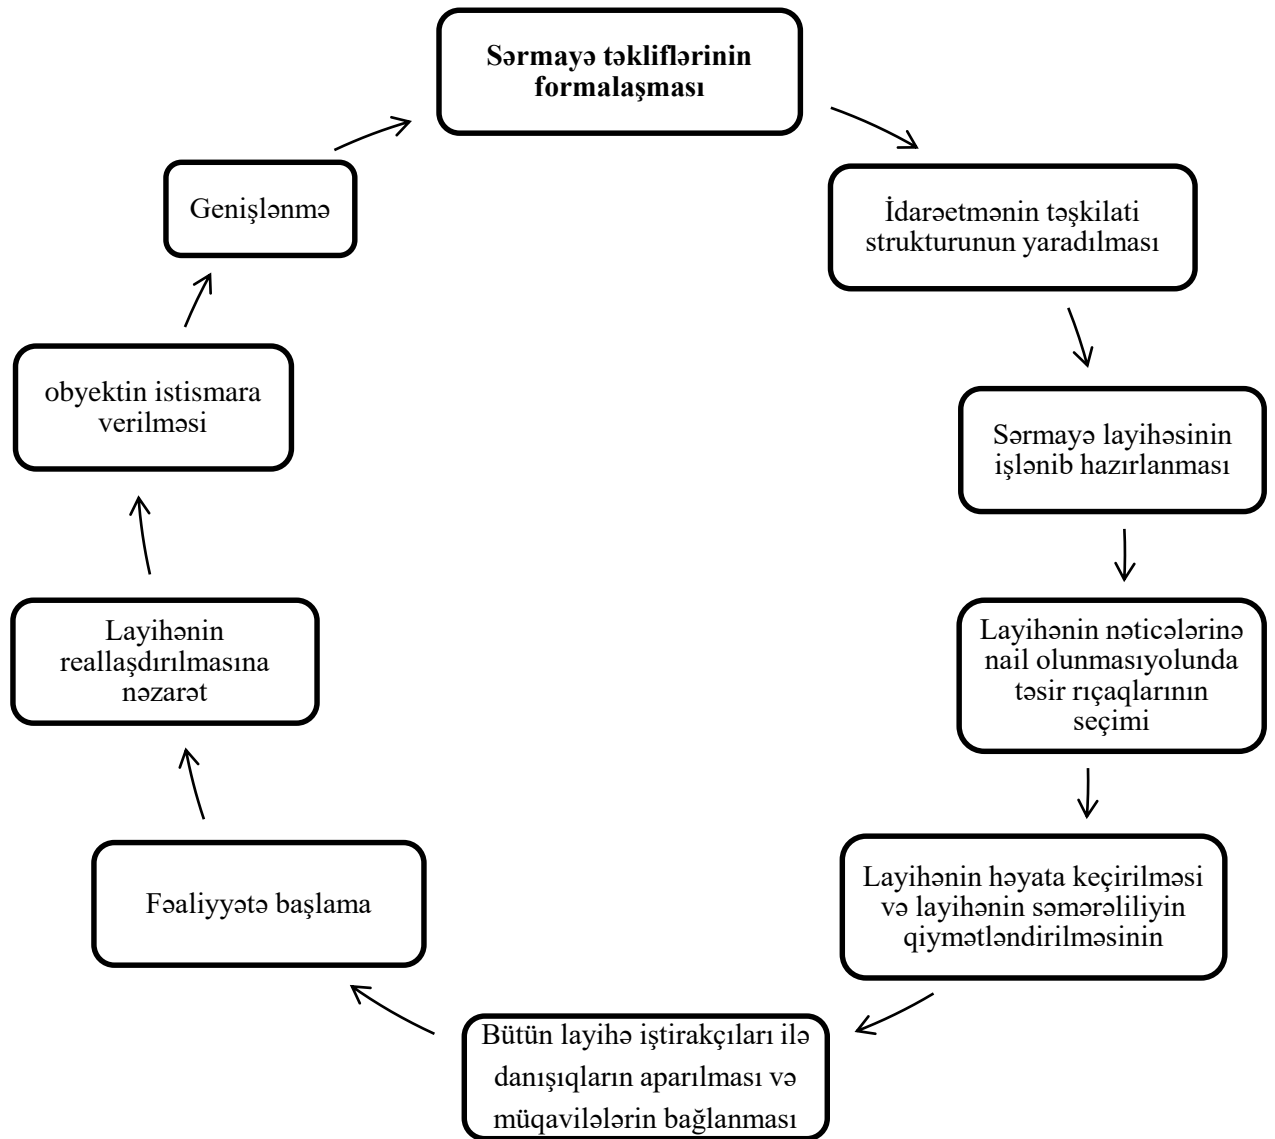 Sərmayə təkliflərinin
formalaşması
İdarəetmənin təşkilati
strukturunun yaradılması
Sərmayə layihəsinin
işlənib hazırlanması
Layihənin nəticələrinə
nail olunmasıyolunda
təsir rıçaqlarının
seçimi
Layihənin həyata keçirilməsi
və layihənin səmərəliliyin
qiymətləndirilməsinin
Bütün layihə iştirakçıları ilə
danışıqların aparılması və
müqavilələrin bağlanması
Fəaliyyətə başlama
Layihənin
reallaşdırılmasına
nəzarət
obyektin istismara
verilməsi
Genişlənmə